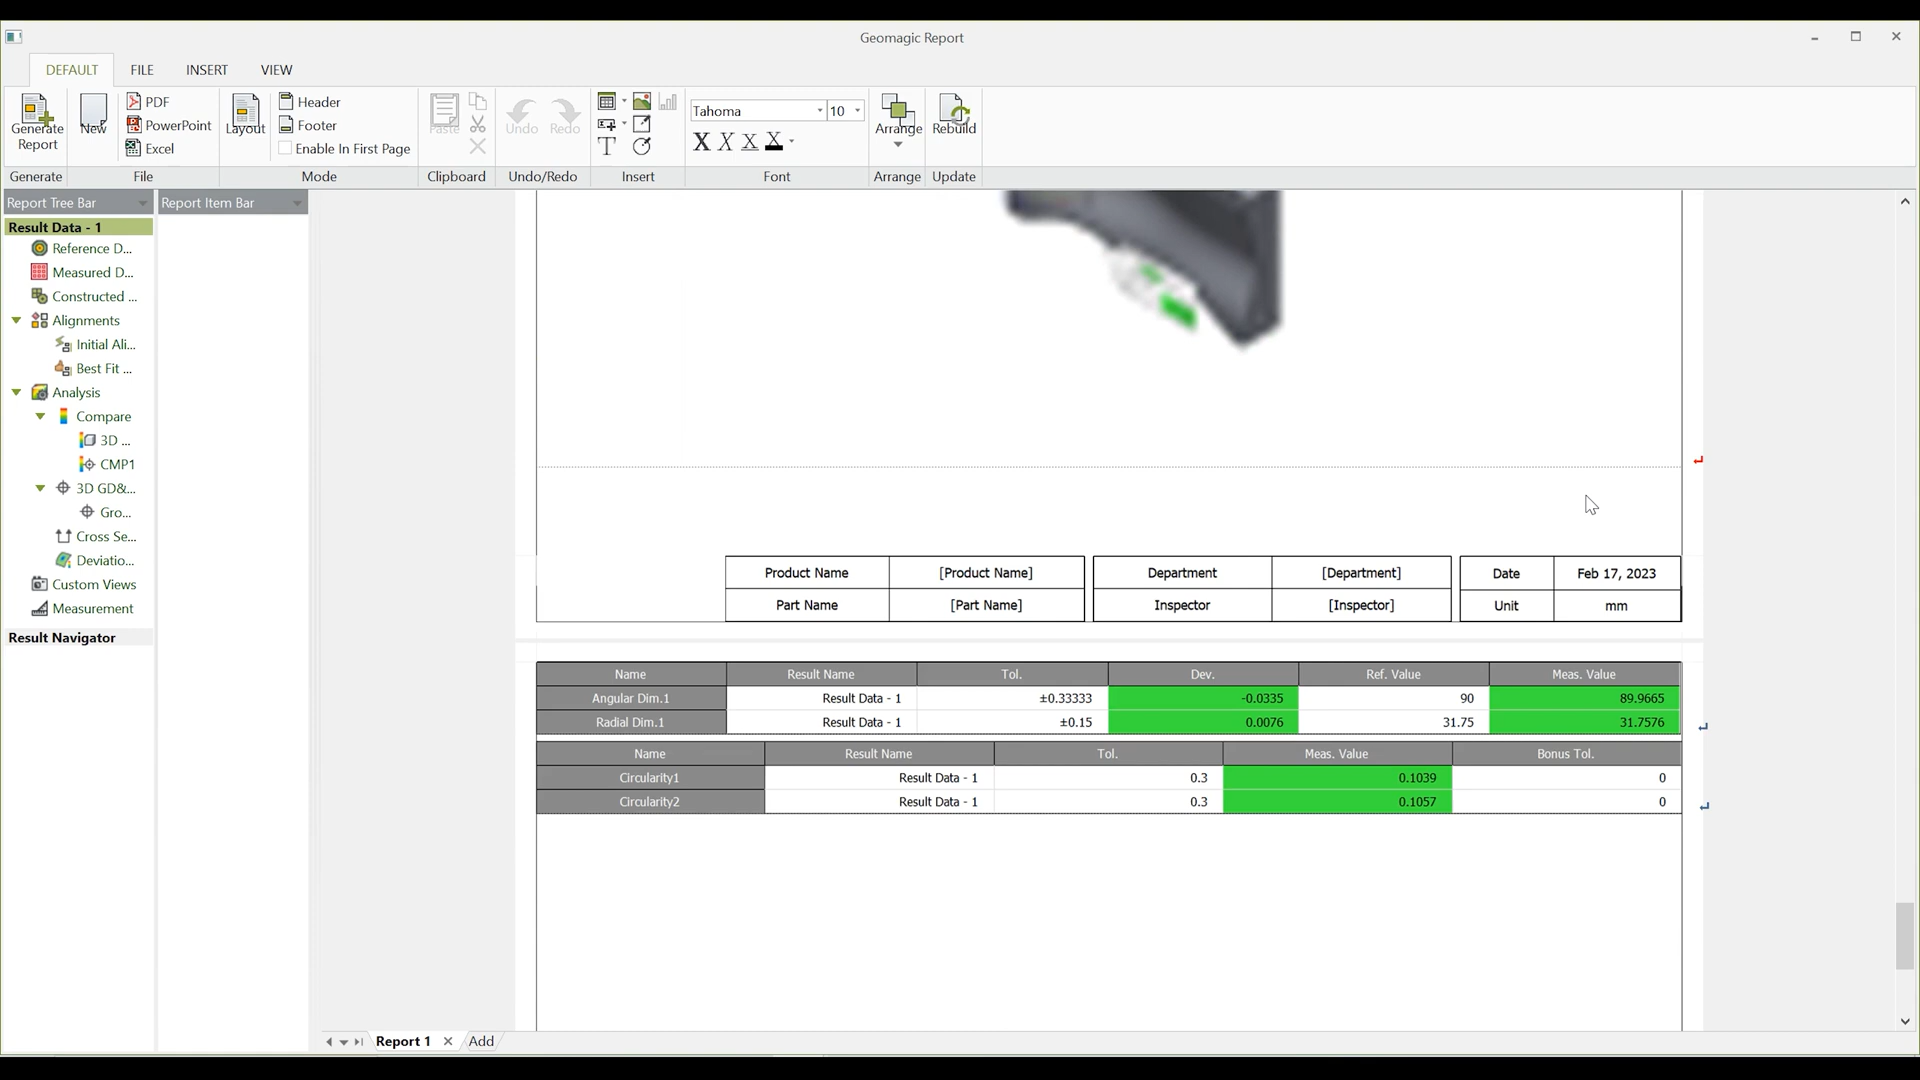 Geomagic Report
DEFAULT FILE INSERT VIEW
Generate Report
New
PDF
PowerPoint
Excel
Layout
Header
Footer
Enable In First Page
Paste
Undo Redo
Tahoma 10
Arrange
Rebuild
Generate File Mode Clipboard Undo/Redo Insert Font Arrange Update
Report Tree Bar
Report Item Bar
Result Data - 1
Reference D...
Measured D...
Constructed ...
Alignments
Initial Ali...
Best Fit ...
Analysis
Compare
3D ...
CMP1
3D GD&...
Gro...
Cross Se...
Deviatio...
Custom Views
Measurement
Result Navigator
Product Name [Product Name] Department [Department] Date Feb 17, 2023
Part Name [Part Name] Inspector [Inspector] Unit mm
Name Result Name Tol. Dev. Ref. Value Meas. Value
Angular Dim.1 Result Data - 1 ±0.33333 -0.0335 90 89.9665
Radial Dim.1 Result Data - 1 ±0.15 0.0076 31.75 31.7576
Name Result Name Tol. Meas. Value Bonus Tol.
Circularity1 Result Data - 1 0.3 0.1039 0
Circularity2 Result Data - 1 0.3 0.1057 0
Report 1 Add